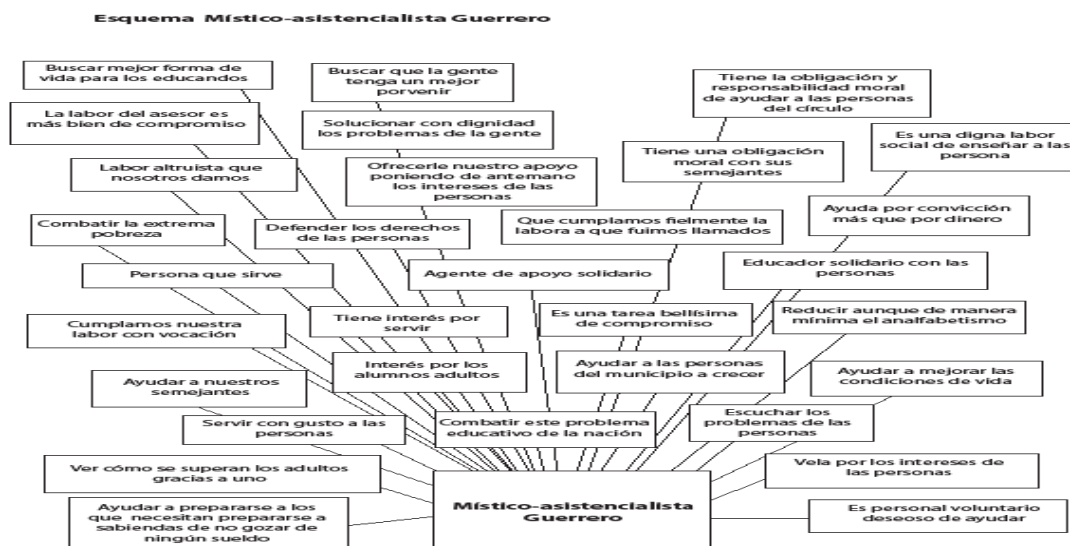 Esquema Místico-asistencialista Guerrero
Buscar mejor forma de
vida para los educandos
Buscar que la gente
tenga un mejor
porvenir
Tiene la obligación y
responsabilidad moral
de ayudar a las personas
del círculo
La labor del asesor es
más bien de compromiso
Solucionar con dignidad
los problemas de la gente
Es una digna labor
social de enseñar a las
persona
Labor altruista que
nosotros damos
Ofrecerle nuestro apoyo
poniendo de antemano
los intereses de las
personas
Tiene una obligación
moral con sus
semejantes
Combatir la extrema
pobreza
Defender los derechos
de las personas
Que cumplamos fielmente la
labora a que fuimos llamados
Ayuda por convicción
más que por dinero
Persona que sirve
Agente de apoyo solidario
Educador solidario con las
personas
Cumplamos nuestra
labor con vocación
Tiene interés por
servir
Es una tarea bellísima
de compromiso
Reducir aunque de manera
mínima el analfabetismo
Ayudar a nuestros
semejantes
Interés por los
alumnos adultos
Ayudar a las personas
del municipio a crecer
Ayudar a mejorar las
condiciones de vida
Servir con gusto a las
personas
Combatir este problema
educativo de la nación
Escuchar los
problemas de las
personas
Ver cómo se superan los adultos
gracias a uno
Vela por los intereses de
las personas
Ayudar a prepararse a los
que necesitan prepararse a
sabiendas de no gozar de
ningún sueldo
Místico-asistencialista
Guerrero
Es personal voluntario
deseoso de ayudar